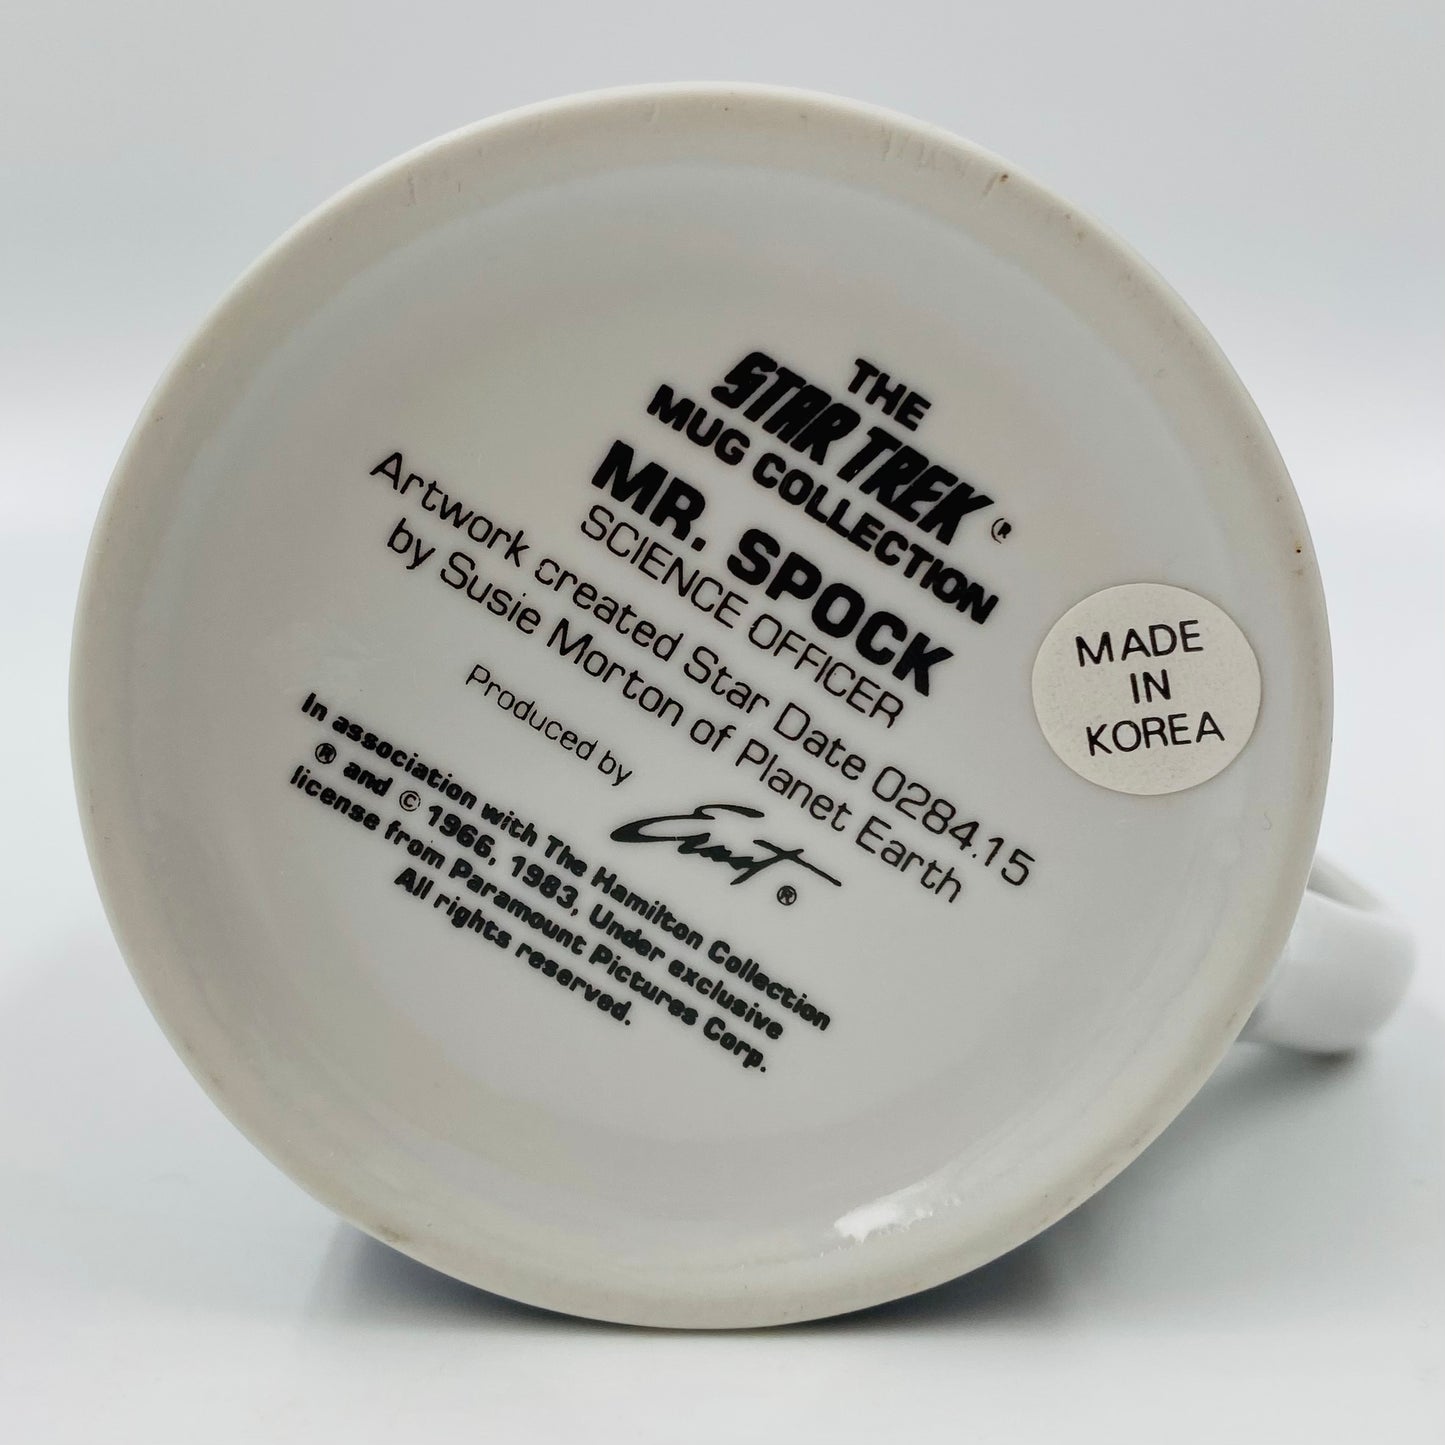 THE
STAR TREK ®
MUG COLLECTION
MR. SPOCK
SCIENCE OFFICER
Artwork created Star Date 0284.15
by Susie Morton of Planet Earth
Produced by Ernst ®
In association with The Hamilton Collection
® and © 1966, 1983, Under exclusive
license from Paramount Pictures Corp.
All rights reserved.
MADE
IN
KOREA